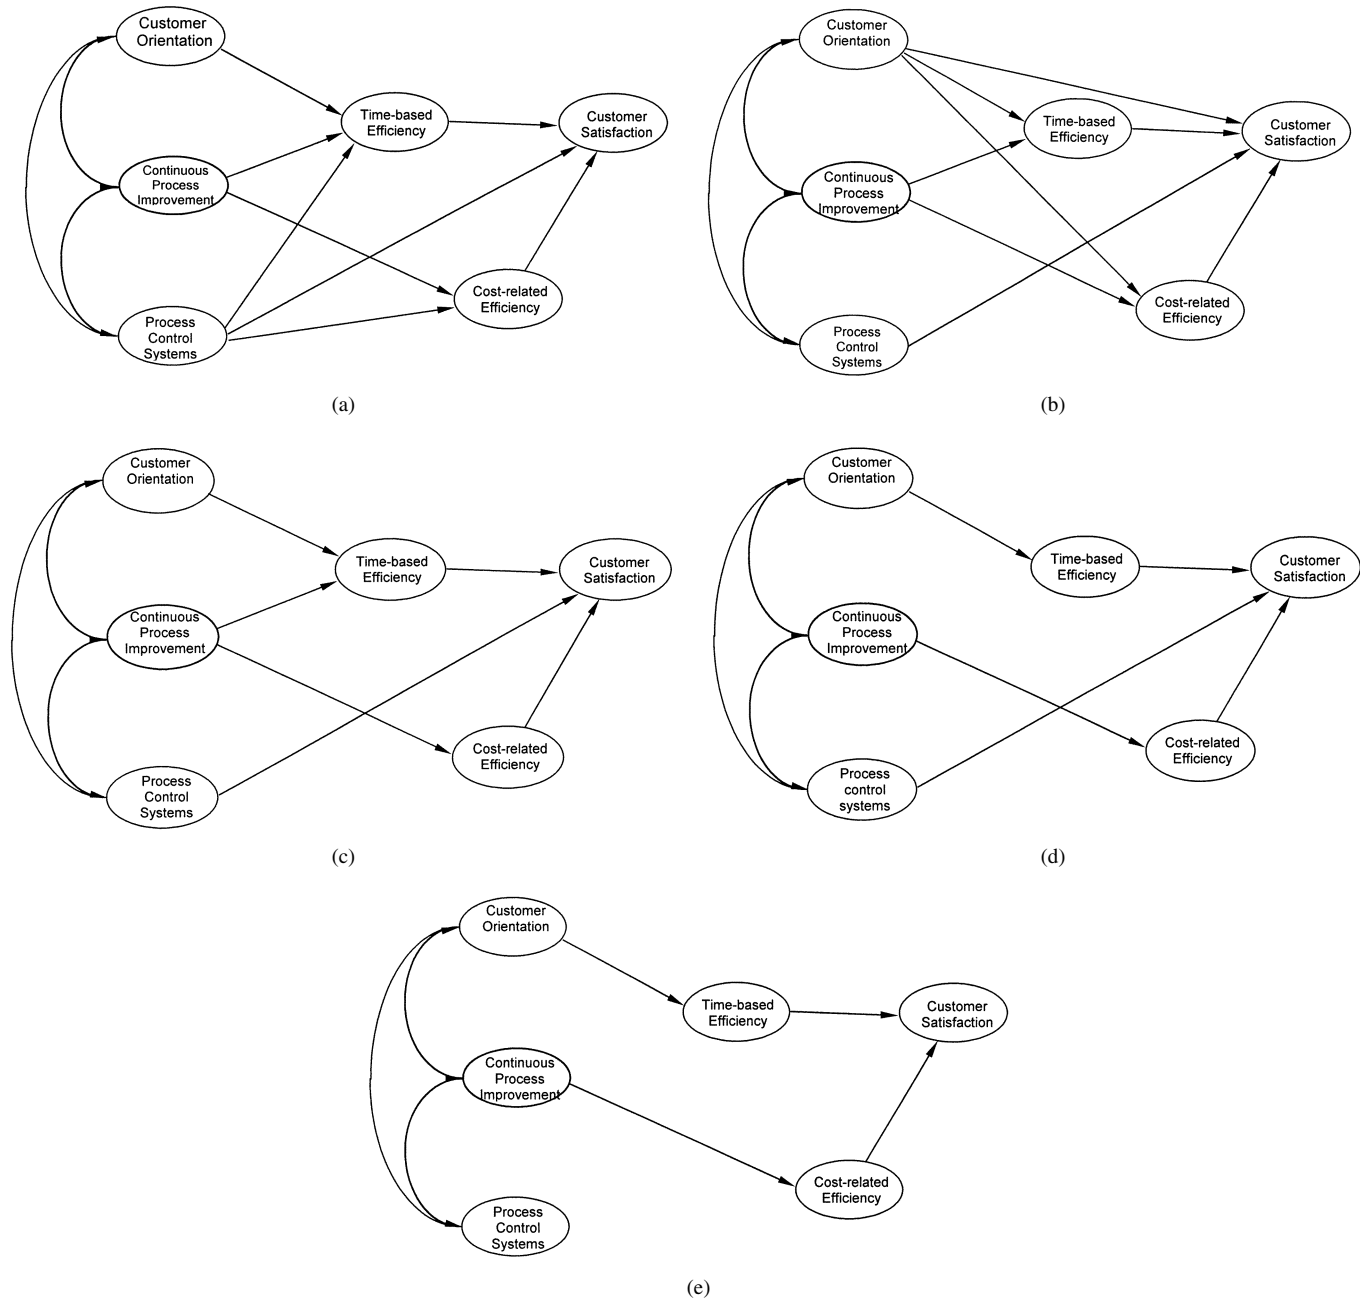 Customer
Orientation
Time-based
Efficiency
Customer
Satisfaction
Continuous
Process
Improvement
Cost-related
Efficiency
Process
Control
Systems
(a)
Customer
Orientation
Time-based
Efficiency
Customer
Satisfaction
Continuous
Process
Improvement
Cost-related
Efficiency
Process
Control
Systems
(b)
Customer
Orientation
Time-based
Efficiency
Customer
Satisfaction
Continuous
Process
Improvement
Cost-related
Efficiency
Process
Control
Systems
(c)
Customer
Orientation
Time-based
Efficiency
Customer
Satisfaction
Continuous
Process
Improvement
Cost-related
Efficiency
Process
control
systems
(d)
Customer
Orientation
Time-based
Efficiency
Customer
Satisfaction
Continuous
Process
Improvement
Cost-related
Efficiency
Process
Control
Systems
(e)